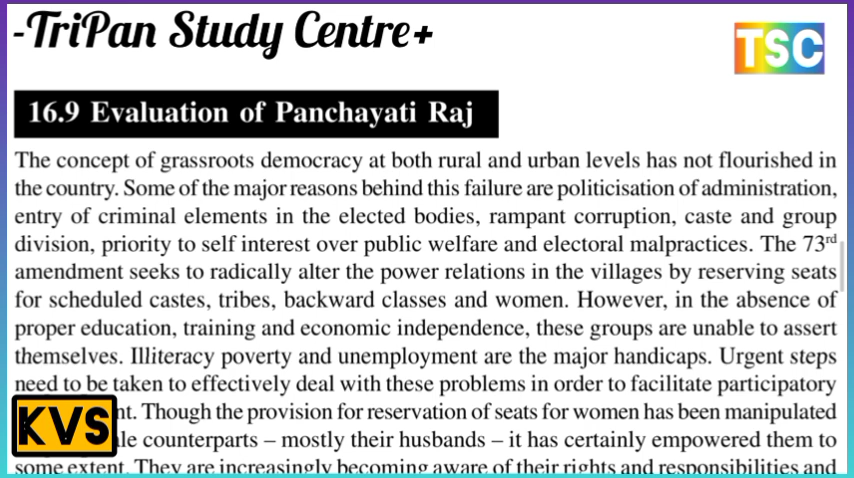 -TriPan Study Centre+
TSC
16.9 Evaluation of Panchayati Raj
The concept of grassroots democracy at both rural and urban levels has not flourished in
the country. Some of the major reasons behind this failure are politicisation of administration,
entry of criminal elements in the elected bodies, rampant corruption, caste and group
division, priority to self interest over public welfare and electoral malpractices. The 73rd
amendment seeks to radically alter the power relations in the villages by reserving seats
for scheduled castes, tribes, backward classes and women. However, in the absence of
proper education, training and economic independence, these groups are unable to assert
themselves. Illiteracy poverty and unemployment are the major handicaps. Urgent steps
need to be taken to effectively deal with these problems in order to facilitate participatory
nt. Though the provision for reservation of seats for women has been manipulated
KVS
le counterparts – mostly their husbands – it has certainly empowered them to
some extent. They are increasingly becoming aware of their rights and responsibilities and